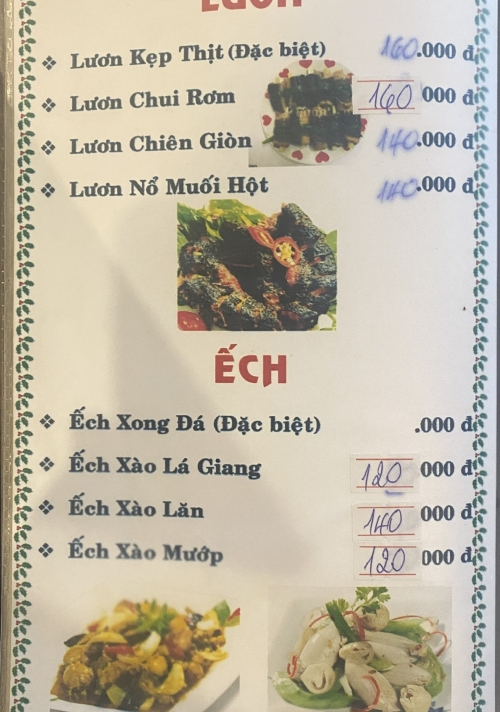 LƯƠN
❖ Lươn Kẹp Thịt (Đặc biệt) 160.000 đ
❖ Lươn Chui Rơm 160 000 đ
❖ Lươn Chiên Giòn 140.000 đ
❖ Lươn Nổ Muối Hột 140.000 đ
ẾCH
❖ Ếch Xong Đá (Đặc biệt) .000 đ
❖ Ếch Xào Lá Giang 120 000 đ
❖ Ếch Xào Lăn 140 000 đ
❖ Ếch Xào Mướp 120 000 đ